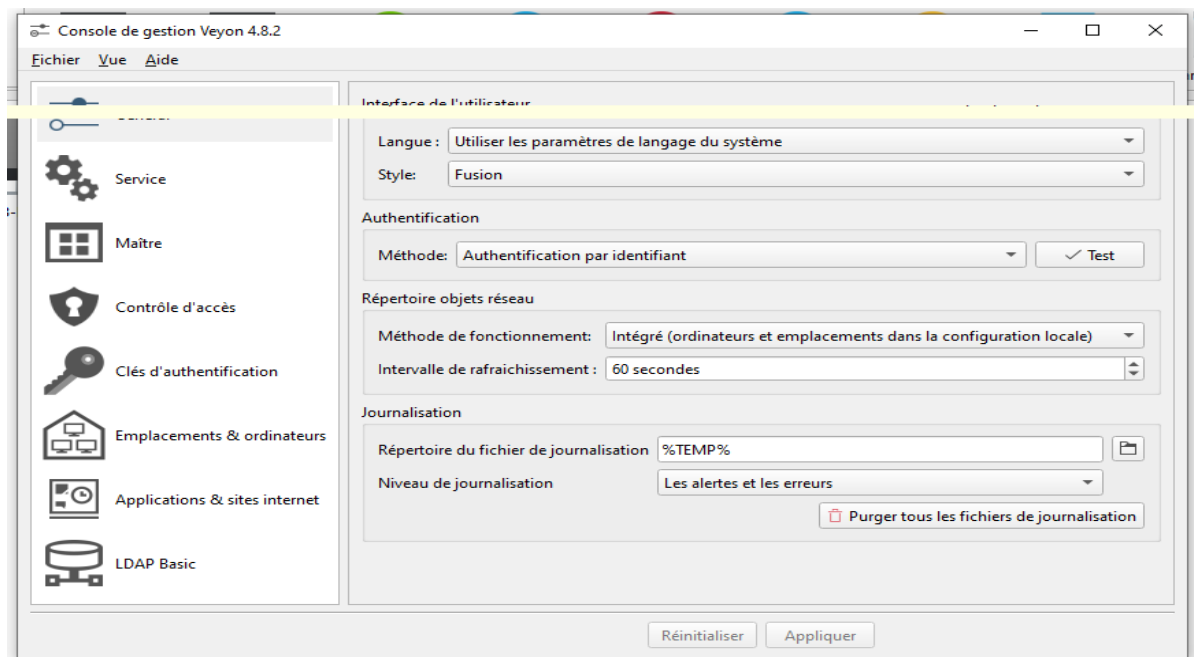 Console de gestion Veyon 4.8.2
Fichier Vue Aide
Interface de l'utilisateur
Langue : Utiliser les paramètres de langage du système
Style: Fusion
Service
Authentification
Maître
Méthode: Authentification par identifiant Test
Répertoire objets réseau
Contrôle d'accès
Méthode de fonctionnement: Intégré (ordinateurs et emplacements dans la configuration locale)
Clés d'authentification
Intervalle de rafraichissement : 60 secondes
Journalisation
Emplacements & ordinateurs
Répertoire du fichier de journalisation %TEMP%
Niveau de journalisation Les alertes et les erreurs
Applications & sites internet
Purger tous les fichiers de journalisation
LDAP Basic
Réinitialiser Appliquer